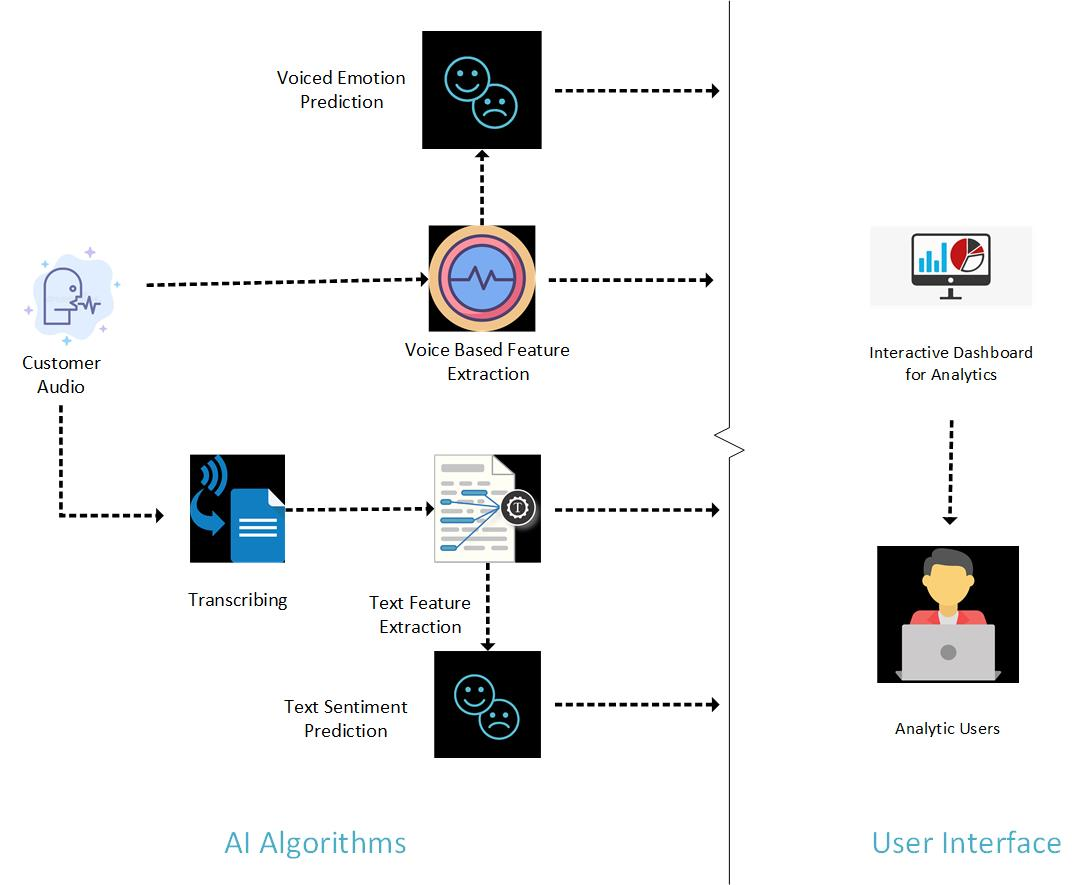 Voiced Emotion
Prediction
Customer
Audio
Voice Based Feature
Extraction
Interactive Dashboard
for Analytics
Transcribing
Text Feature
Extraction
T
Text Sentiment
Prediction
Analytic Users
AI Algorithms
User Interface